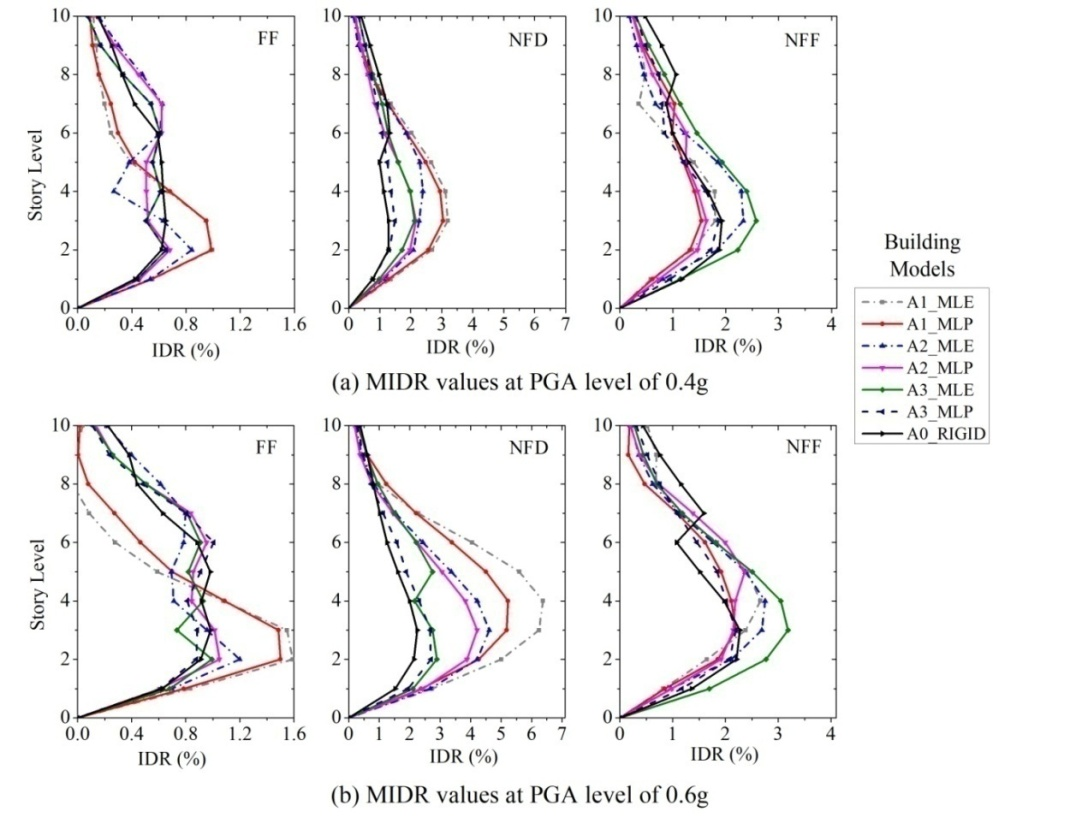 FF
NFD
NFF
10
8
6
4
2
0
0.0 0.4 0.8 1.2 1.6
IDR (%)
10
8
6
4
2
0
0 1 2 3 4 5 6 7
IDR (%)
10
8
6
4
2
0
0 1 2 3 4
IDR (%)
Story Level
(a) MIDR values at PGA level of 0.4g
Building
Models
A1_MLE
A1_MLP
A2_MLE
A2_MLP
A3_MLE
A3_MLP
A0_RIGID
FF
NFD
NFF
10
8
6
4
2
0
0.0 0.4 0.8 1.2 1.6
IDR (%)
10
8
6
4
2
0
0 1 2 3 4 5 6 7
IDR (%)
10
8
6
4
2
0
0 1 2 3 4
IDR (%)
Story Level
(b) MIDR values at PGA level of 0.6g